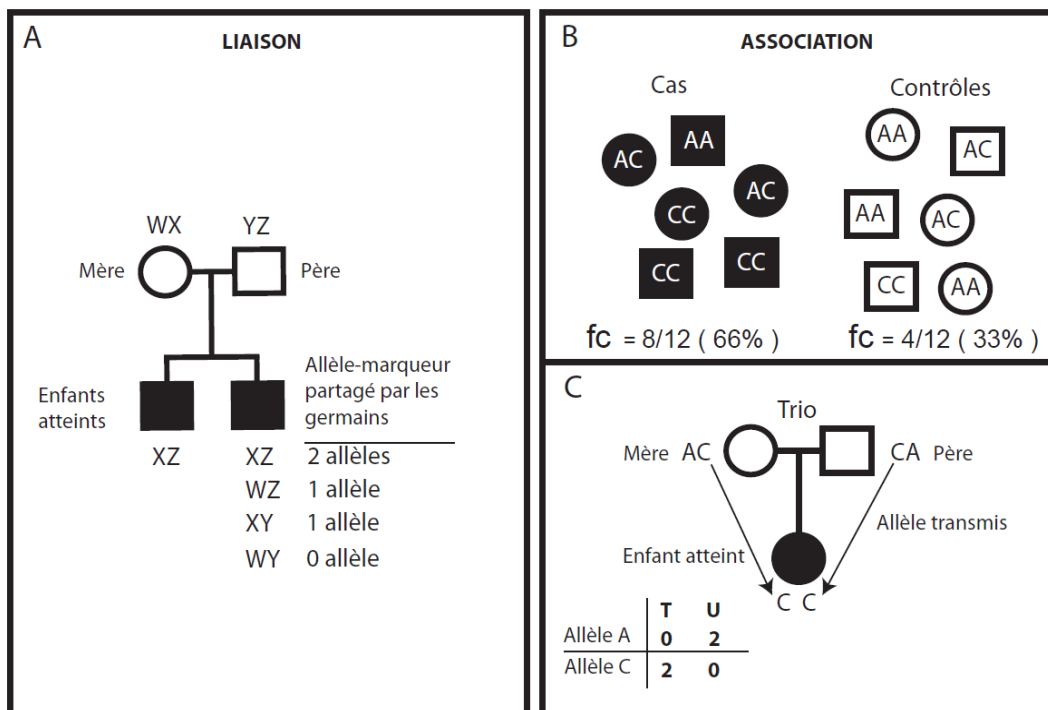 A
LIAISON
WX
YZ
Mère
Père
Enfants
atteints
Allèle-marqueur
partagé par les
germains
XZ
XZ
2 allèles
WZ
1 allèle
XY
1 allèle
WY
0 allèle
B
ASSOCIATION
Cas
Contrôles
AC
AA
AC
CC
CC
CC
AA
AC
AA
AC
CC
AA
fc = 8/12 ( 66% )
fc = 4/12 ( 33% )
C
Trio
Mère AC
CA Père
Allèle transmis
Enfant atteint
C C
T U
Allèle A 0 2
Allèle C 2 0